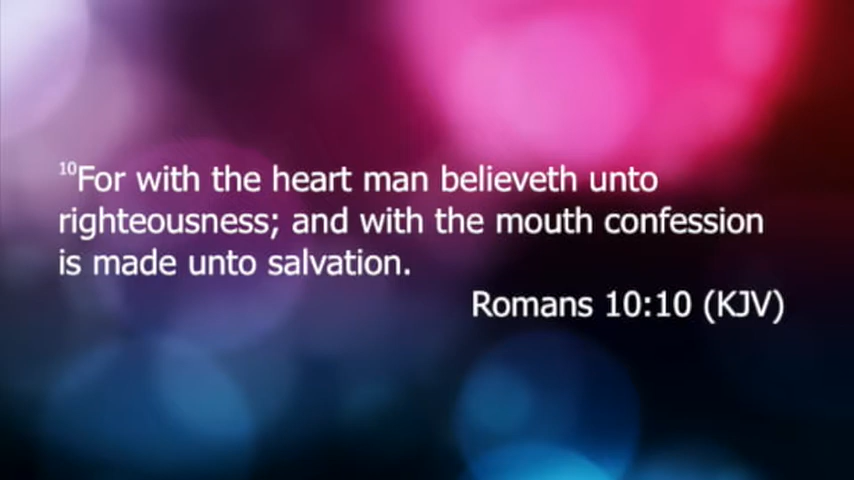 10For with the heart man believeth unto
righteousness; and with the mouth confession
is made unto salvation.
Romans 10:10 (KJV)